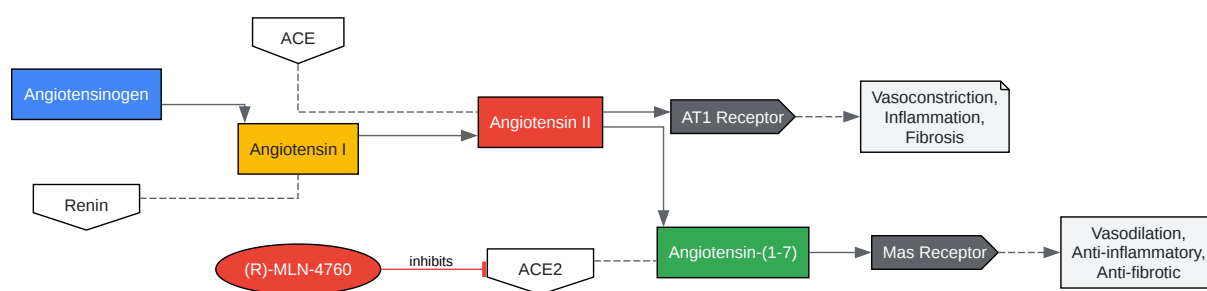 ACE
Angiotensinogen
Angiotensin I
Angiotensin II
AT1 Receptor
Vasoconstriction,
Inflammation,
Fibrosis
Renin
(R)-MLN-4760
inhibits
ACE2
Angiotensin-(1-7)
Mas Receptor
Vasodilation,
Anti-inflammatory,
Anti-fibrotic